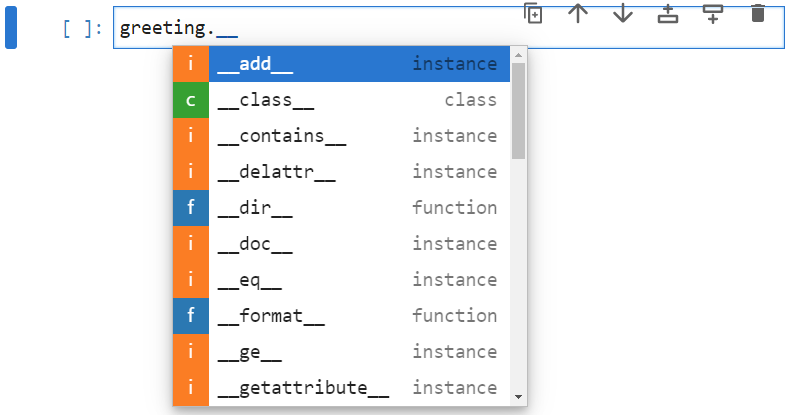 [ ]: greeting.__
i __add__ instance
c __class__ class
i __contains__ instance
i __delattr__ instance
f __dir__ function
i __doc__ instance
i __eq__ instance
f __format__ function
i __ge__ instance
i __getattribute__ instance